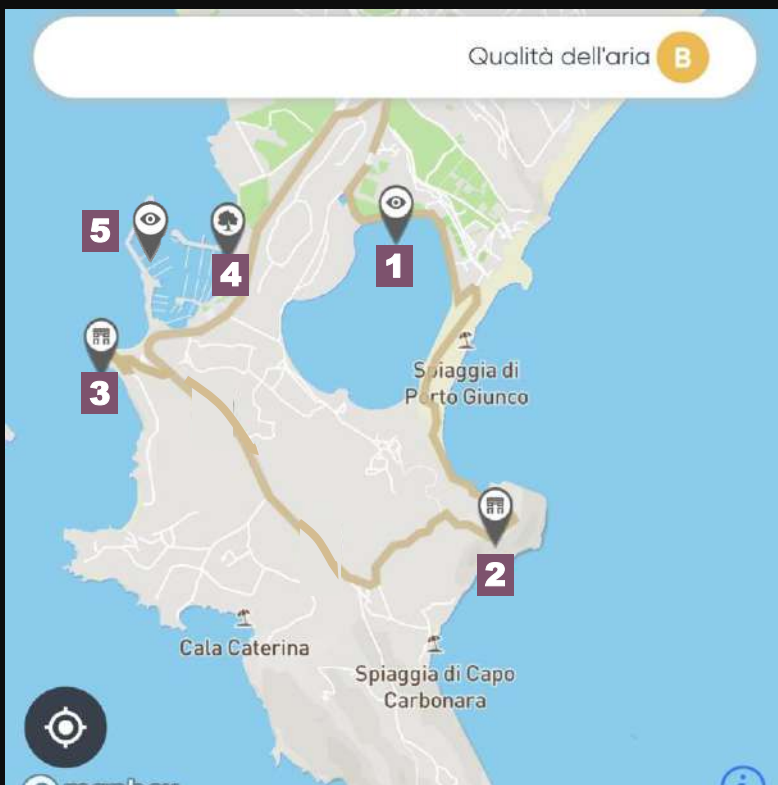 Qualità dell'aria B
5
4
1
3
Spiaggia di
Porto Giunco
2
Cala Caterina
Spiaggia di Capo
Carbonara
i